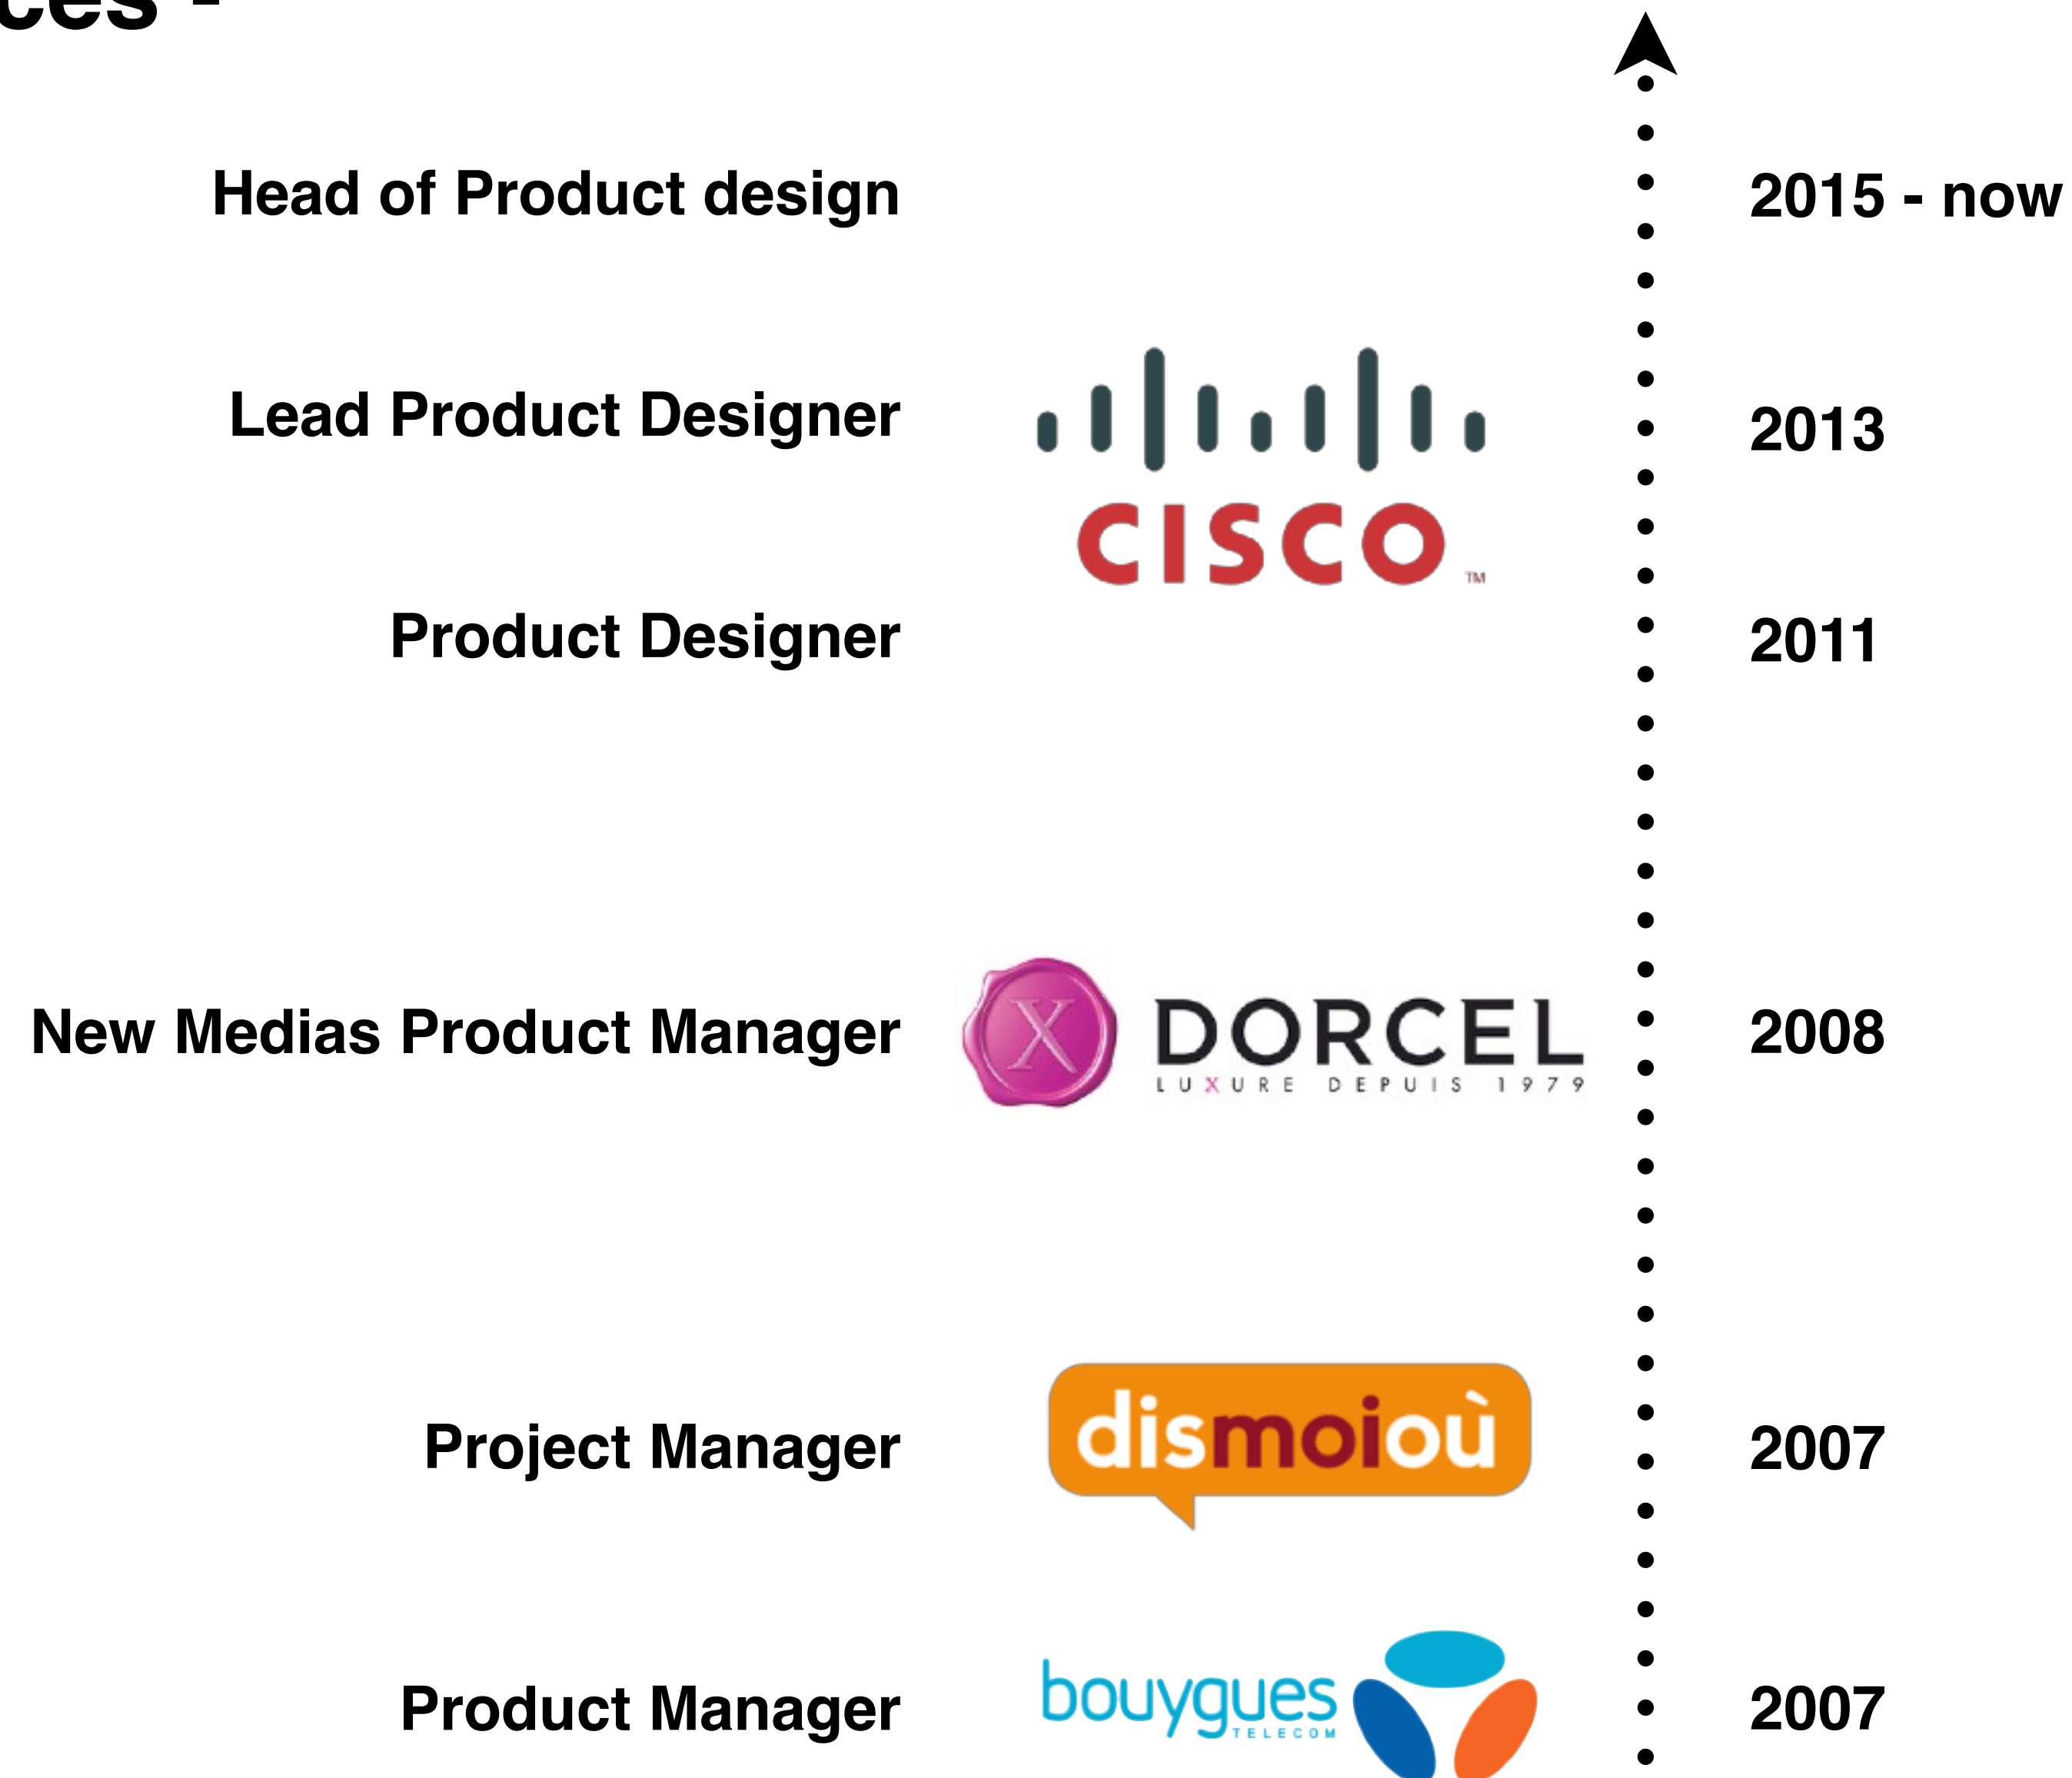 ces -
Head of Product design
2015 - now
Lead Product Designer
2013
CISCO TM
Product Designer
2011
New Medias Product Manager
X DORCEL
LUXURE DEPUIS 1979
2008
Project Manager
dismoioù
2007
Product Manager
bouygues
TELECOM
2007